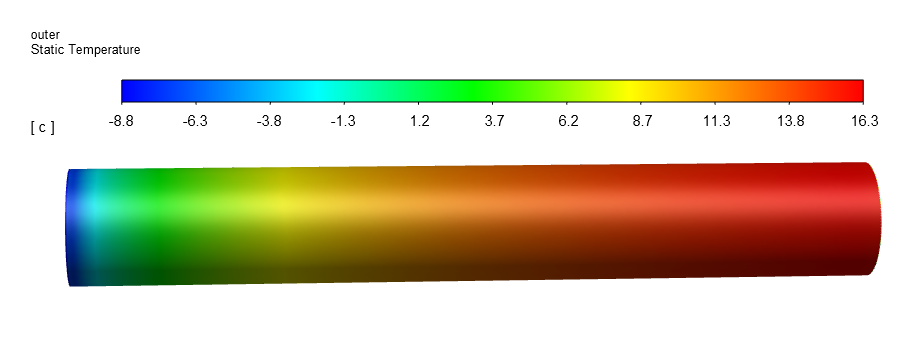 outer
Static Temperature
[ c ]
-8.8 -6.3 -3.8 -1.3 1.2 3.7 6.2 8.7 11.3 13.8 16.3